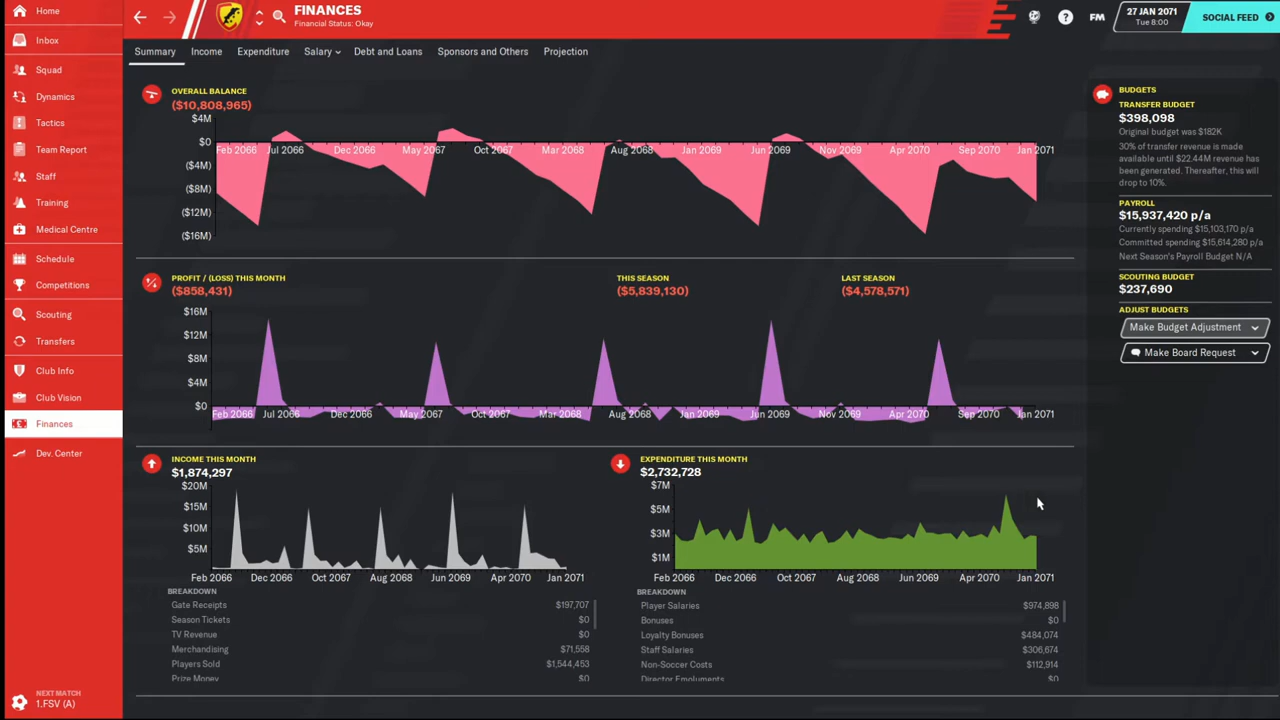 Home
Inbox
Squad
Dynamics
Tactics
Team Report
Staff
Training
Medical Centre
Schedule
Competitions
Scouting
Transfers
Club Info
Club Vision
Finances
Dev. Center
NEXT MATCH
1.FSV (A)
FINANCES
Financial Status: Okay
FM
27 JAN 2071
Tue 8:00
SOCIAL FEED
Summary Income Expenditure Salary Debt and Loans Sponsors and Others Projection
OVERALL BALANCE
($10,808,965)
$4M
$0
($4M)
($8M)
($12M)
($16M)
Feb 2066 Jul 2066 Dec 2066 May 2067 Oct 2067 Mar 2068 Aug 2068 Jan 2069 Jun 2069 Nov 2069 Apr 2070 Sep 2070 Jan 2071
PROFIT / (LOSS) THIS MONTH
($858,431)
THIS SEASON
($5,839,130)
LAST SEASON
($4,578,571)
$16M
$12M
$8M
$4M
$0
Feb 2066 Jul 2066 Dec 2066 May 2067 Oct 2067 Mar 2068 Aug 2068 Jan 2069 Jun 2069 Nov 2069 Apr 2070 Sep 2070 Jan 2071
INCOME THIS MONTH
$1,874,297
$20M
$15M
$10M
$5M
Feb 2066 Dec 2066 Oct 2067 Aug 2068 Jun 2069 Apr 2070 Jan 2071
BREAKDOWN
Gate Receipts $197,707
Season Tickets $0
TV Revenue $0
Merchandising $71,558
Players Sold $1,544,453
Prize Money $0
EXPENDITURE THIS MONTH
$2,732,728
$7M
$5M
$3M
$1M
Feb 2066 Dec 2066 Oct 2067 Aug 2068 Jun 2069 Apr 2070 Jan 2071
BREAKDOWN
Player Salaries $974,898
Bonuses $0
Loyalty Bonuses $484,074
Staff Salaries $306,674
Non-Soccer Costs $112,914
Director Emoluments $0
BUDGETS
TRANSFER BUDGET
$398,098
Original budget was $182K
30% of transfer revenue is made
available until $22.44M revenue has
been generated. Thereafter, this will
drop to 10%.
PAYROLL
$15,937,420 p/a
Currently spending $15,103,170 p/a
Committed spending $15,614,280 p/a
Next Season's Payroll Budget N/A
SCOUTING BUDGET
$237,690
ADJUST BUDGETS
Make Budget Adjustment
Make Board Request